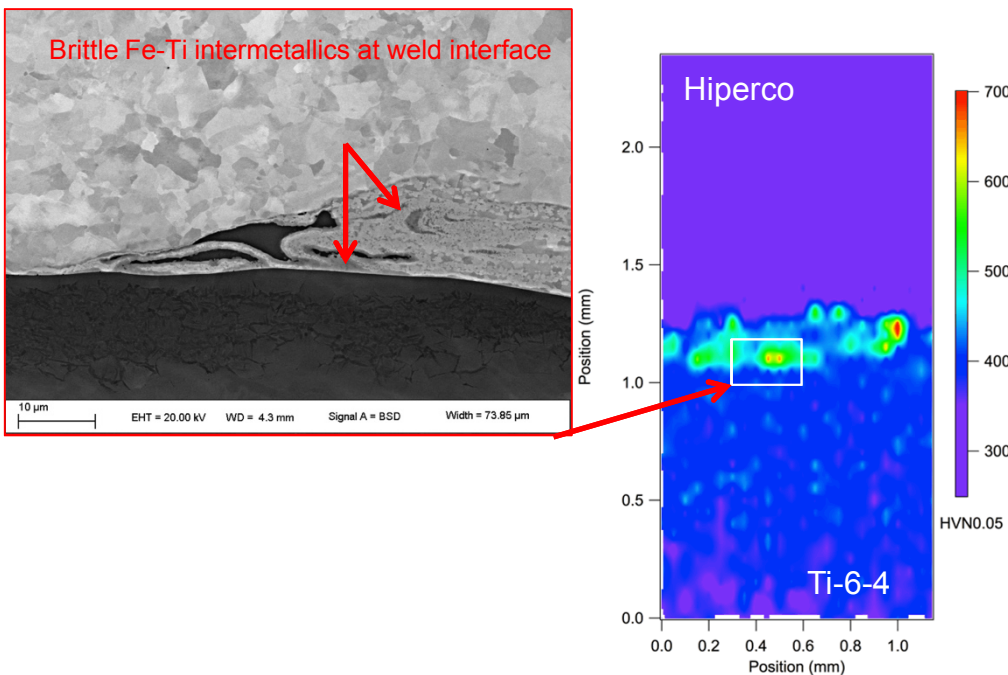 Brittle Fe-Ti intermetallics at weld interface
10 µm
EHT = 20.00 kV WD = 4.3 mm Signal A = BSD Width = 73.85 µm
Hiperco
Ti-6-4
Position (mm)
2.0
1.5
1.0
0.5
0.0
0.0 0.2 0.4 0.6 0.8 1.0
Position (mm)
700
600
500
400
300
HVN0.05